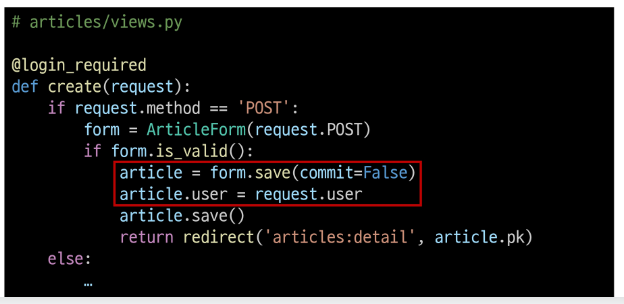 # articles/views.py
@login_required
def create(request):
if request.method == 'POST':
form = ArticleForm(request.POST)
if form.is_valid():
article = form.save(commit=False)
article.user = request.user
article.save()
return redirect('articles:detail', article.pk)
else:
…